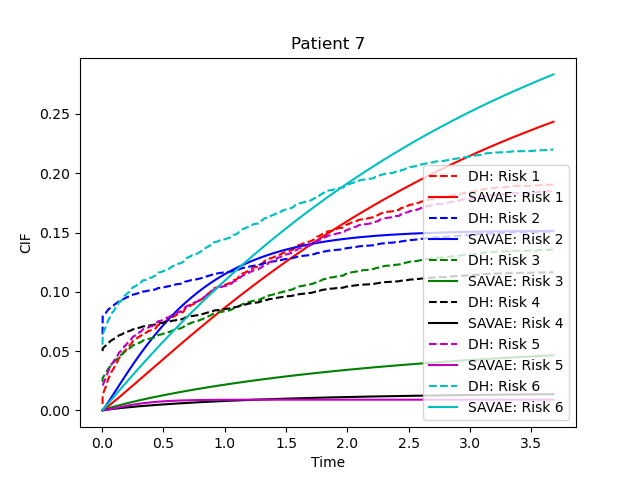 Patient 7
CIF
0.25
0.20
0.15
0.10
0.05
0.00
DH: Risk 1
SAVAE: Risk 1
DH: Risk 2
SAVAE: Risk 2
DH: Risk 3
SAVAE: Risk 3
DH: Risk 4
SAVAE: Risk 4
DH: Risk 5
SAVAE: Risk 5
DH: Risk 6
SAVAE: Risk 6
0.0 0.5 1.0 1.5 2.0 2.5 3.0 3.5
Time